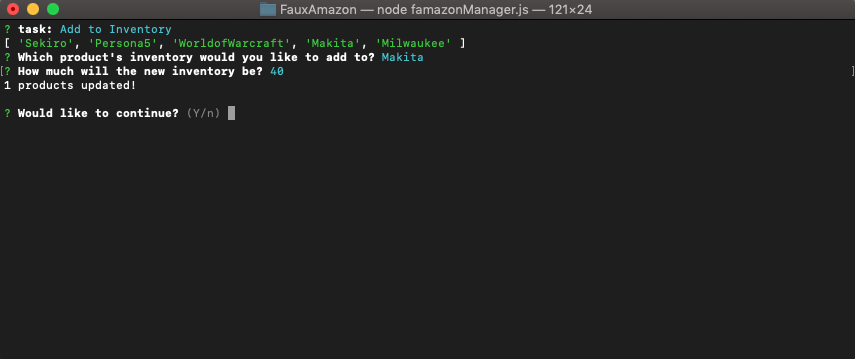 FauxAmazon — node famazonManager.js — 121×24
? task: Add to Inventory
[ 'Sekiro', 'Persona5', 'WorldofWarcraft', 'Makita', 'Milwaukee' ]
? Which product's inventory would you like to add to? Makita
[? How much will the new inventory be? 40 ]
1 products updated!
? Would like to continue? (Y/n)